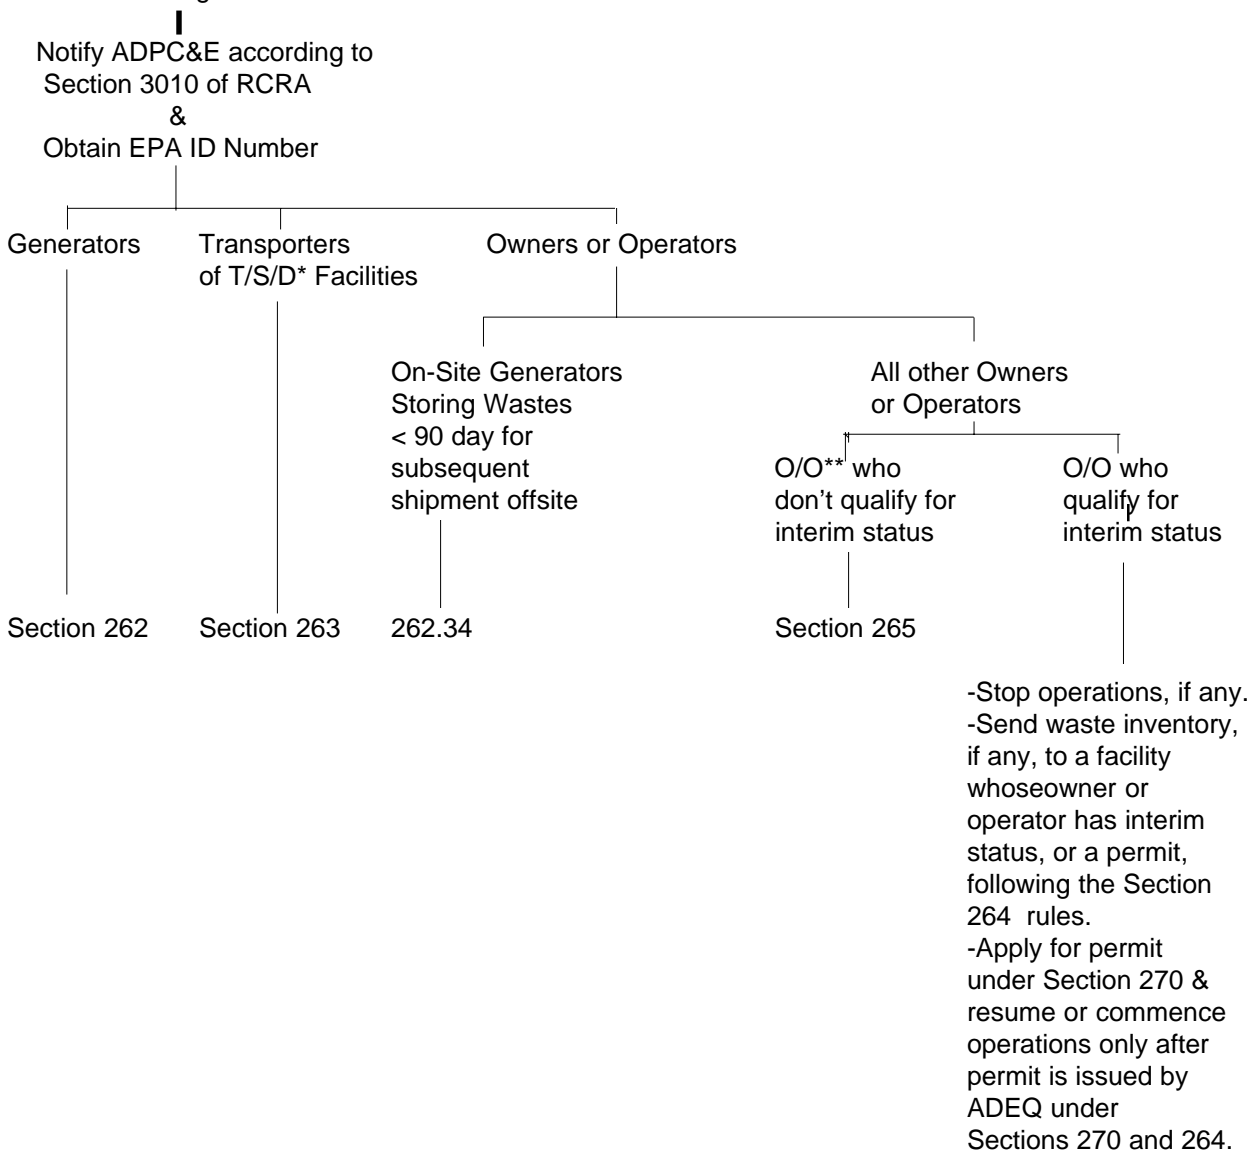 Notify ADPC&E according to
Section 3010 of RCRA
&
Obtain EPA ID Number
Generators
Transporters
of T/S/D* Facilities
Owners or Operators
On-Site Generators
Storing Wastes
< 90 day for
subsequent
shipment offsite
All other Owners
or Operators
O/O** who
don't qualify for
interim status
O/O who
qualify for
interim status
Section 262
Section 263
262.34
Section 265
-Stop operations, if any.
-Send waste inventory,
if any, to a facility
whoseowner or
operator has interim
status, or a permit,
following the Section
264 rules.
-Apply for permit
under Section 270 &
resume or commence
operations only after
permit is issued by
ADEQ under
Sections 270 and 264.